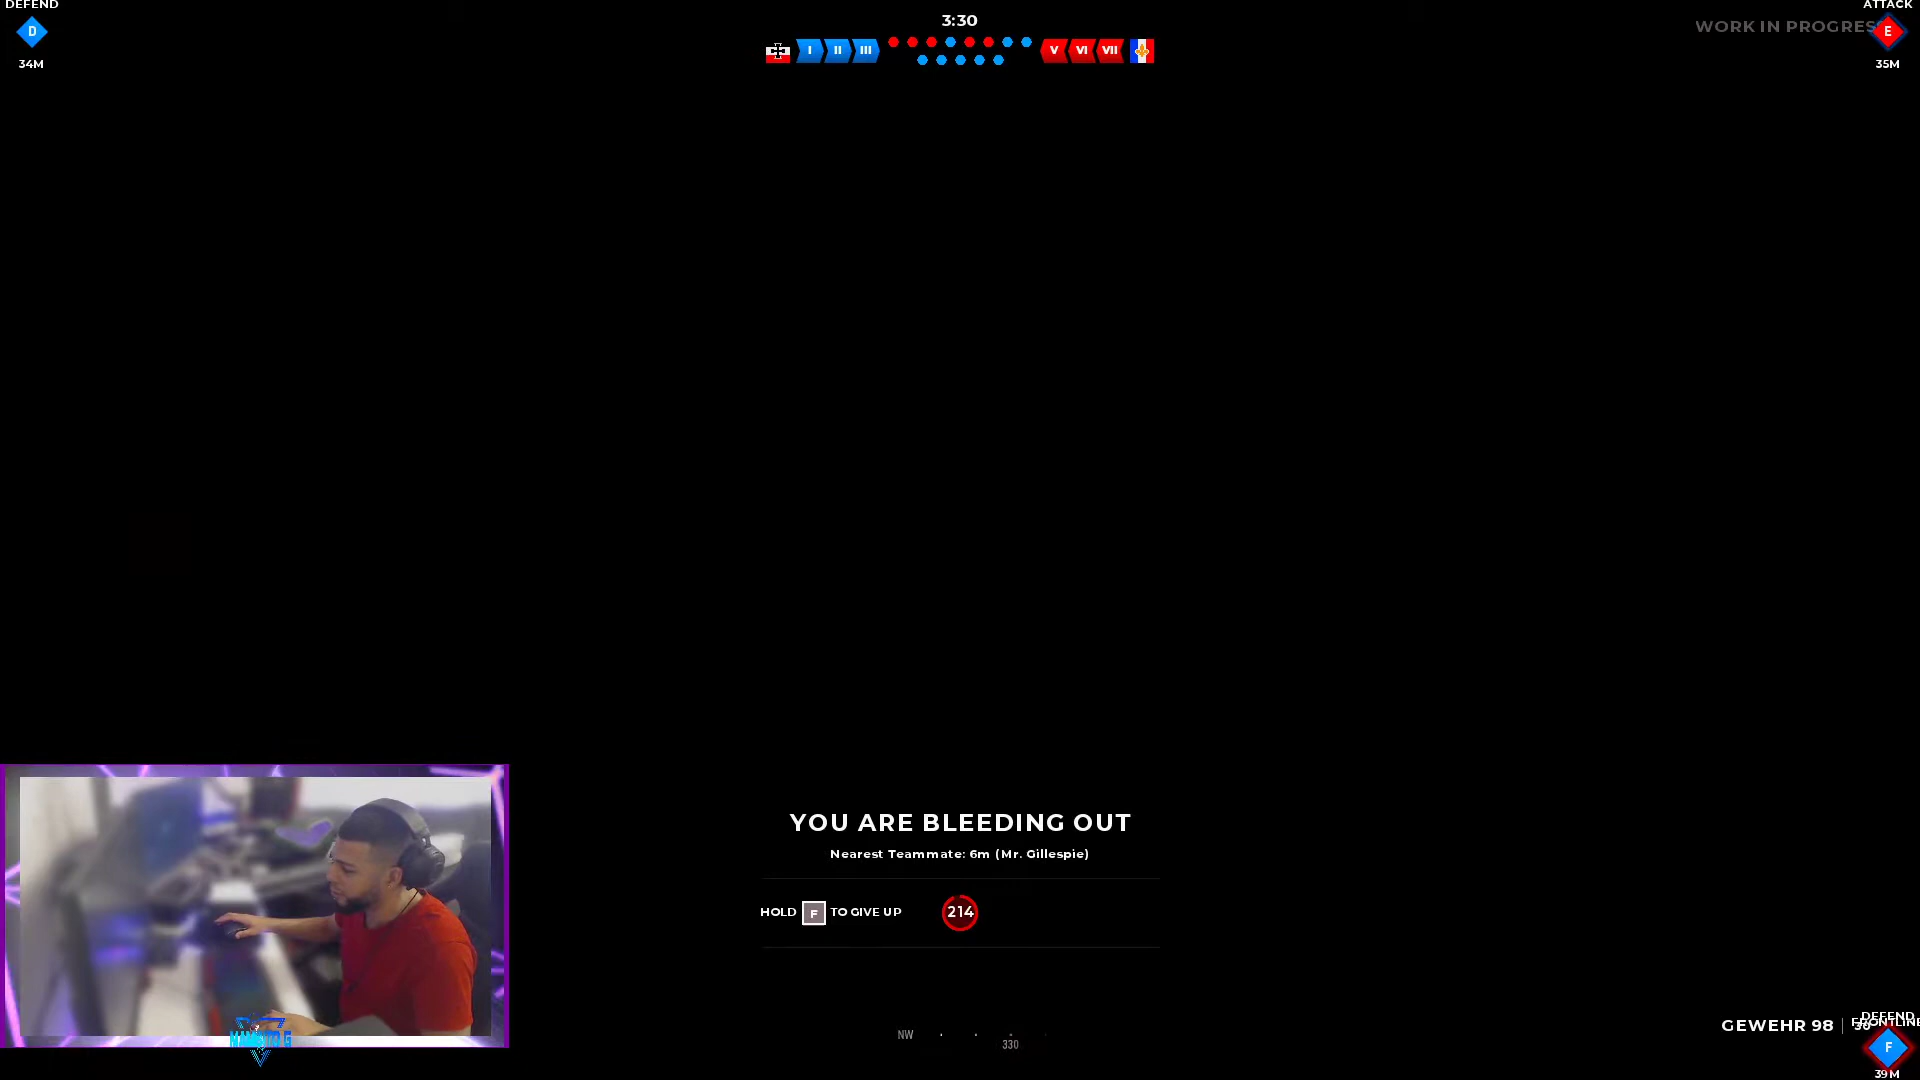 DEFEND
D
34M
3:30
I II III
V VI VII
ATTACK
WORK IN PROGRESS
E
35M
YOU ARE BLEEDING OUT
Nearest Teammate: 6m (Mr. Gillespie)
HOLD F TO GIVE UP
214
NW
330
GEWEHR 98
DEFEND
FRONTLINE
F
39M